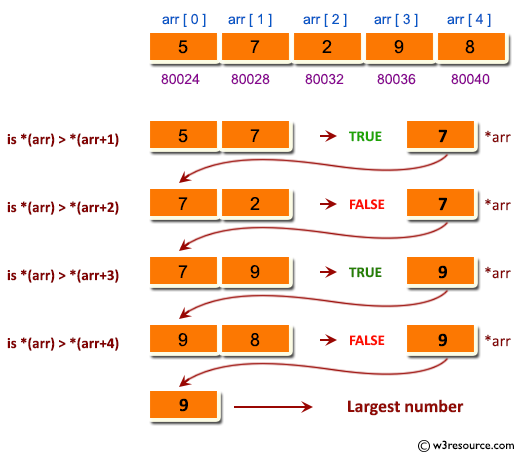 arr [ 0 ] arr [ 1 ] arr [ 2 ] arr [ 3 ] arr [ 4 ]
5 7 2 9 8
80024 80028 80032 80036 80040
is *(arr) > *(arr+1) 5 7 → TRUE 7 *arr
is *(arr) > *(arr+2) 7 2 → FALSE 7 *arr
is *(arr) > *(arr+3) 7 9 → TRUE 9 *arr
is *(arr) > *(arr+4) 9 8 → FALSE 9 *arr
9 → Largest number
© w3resource.com